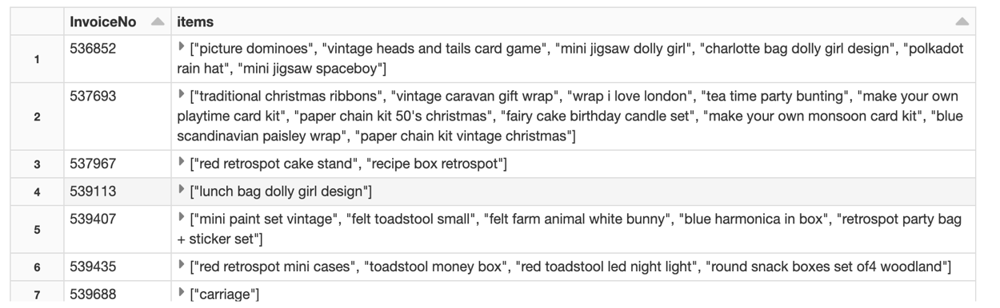 InvoiceNo items
1 536852 ["picture dominoes", "vintage heads and tails card game", "mini jigsaw dolly girl", "charlotte bag dolly girl design", "polkadot
rain hat", "mini jigsaw spaceboy"]
2 537693 ["traditional christmas ribbons", "vintage caravan gift wrap", "wrap i love london", "tea time party bunting", "make your own
playtime card kit", "paper chain kit 50's christmas", "fairy cake birthday candle set", "make your own monsoon card kit", "blue
scandinavian paisley wrap", "paper chain kit vintage christmas"]
3 537967 ["red retrospot cake stand", "recipe box retrospot"]
4 539113 ["lunch bag dolly girl design"]
5 539407 ["mini paint set vintage", "felt toadstool small", "felt farm animal white bunny", "blue harmonica in box", "retrospot party bag
+ sticker set"]
6 539435 ["red retrospot mini cases", "toadstool money box", "red toadstool led night light", "round snack boxes set of4 woodland"]
7 539688 ["carriage"]